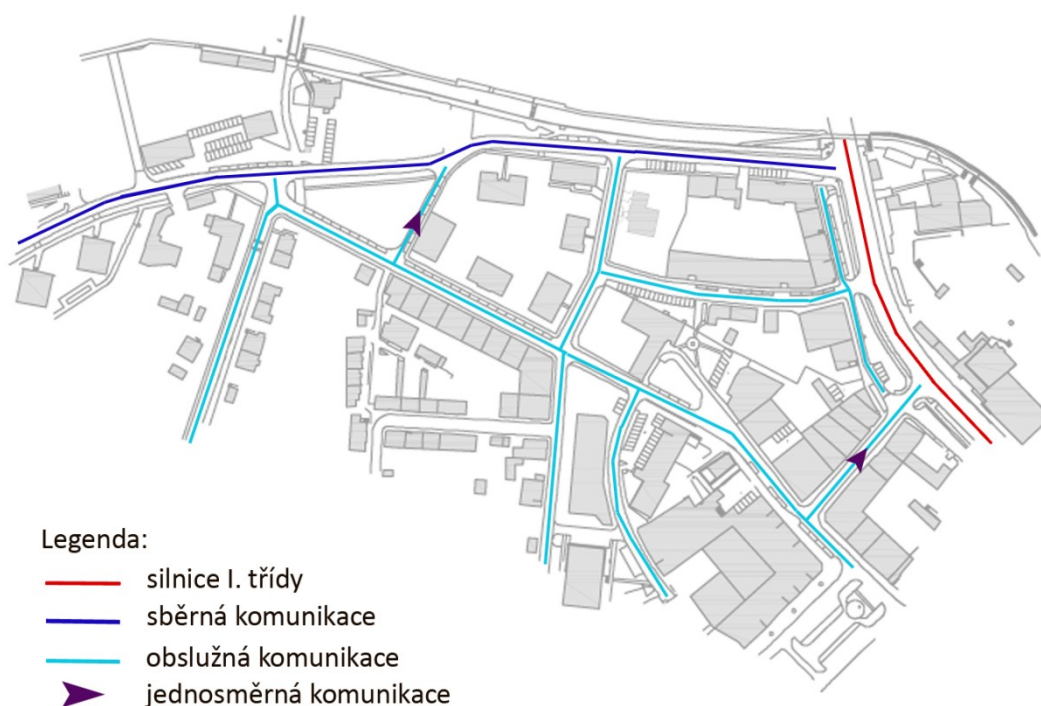 Legenda:
silnice I. třídy
sběrná komunikace
obslužná komunikace
jednosměrná komunikace